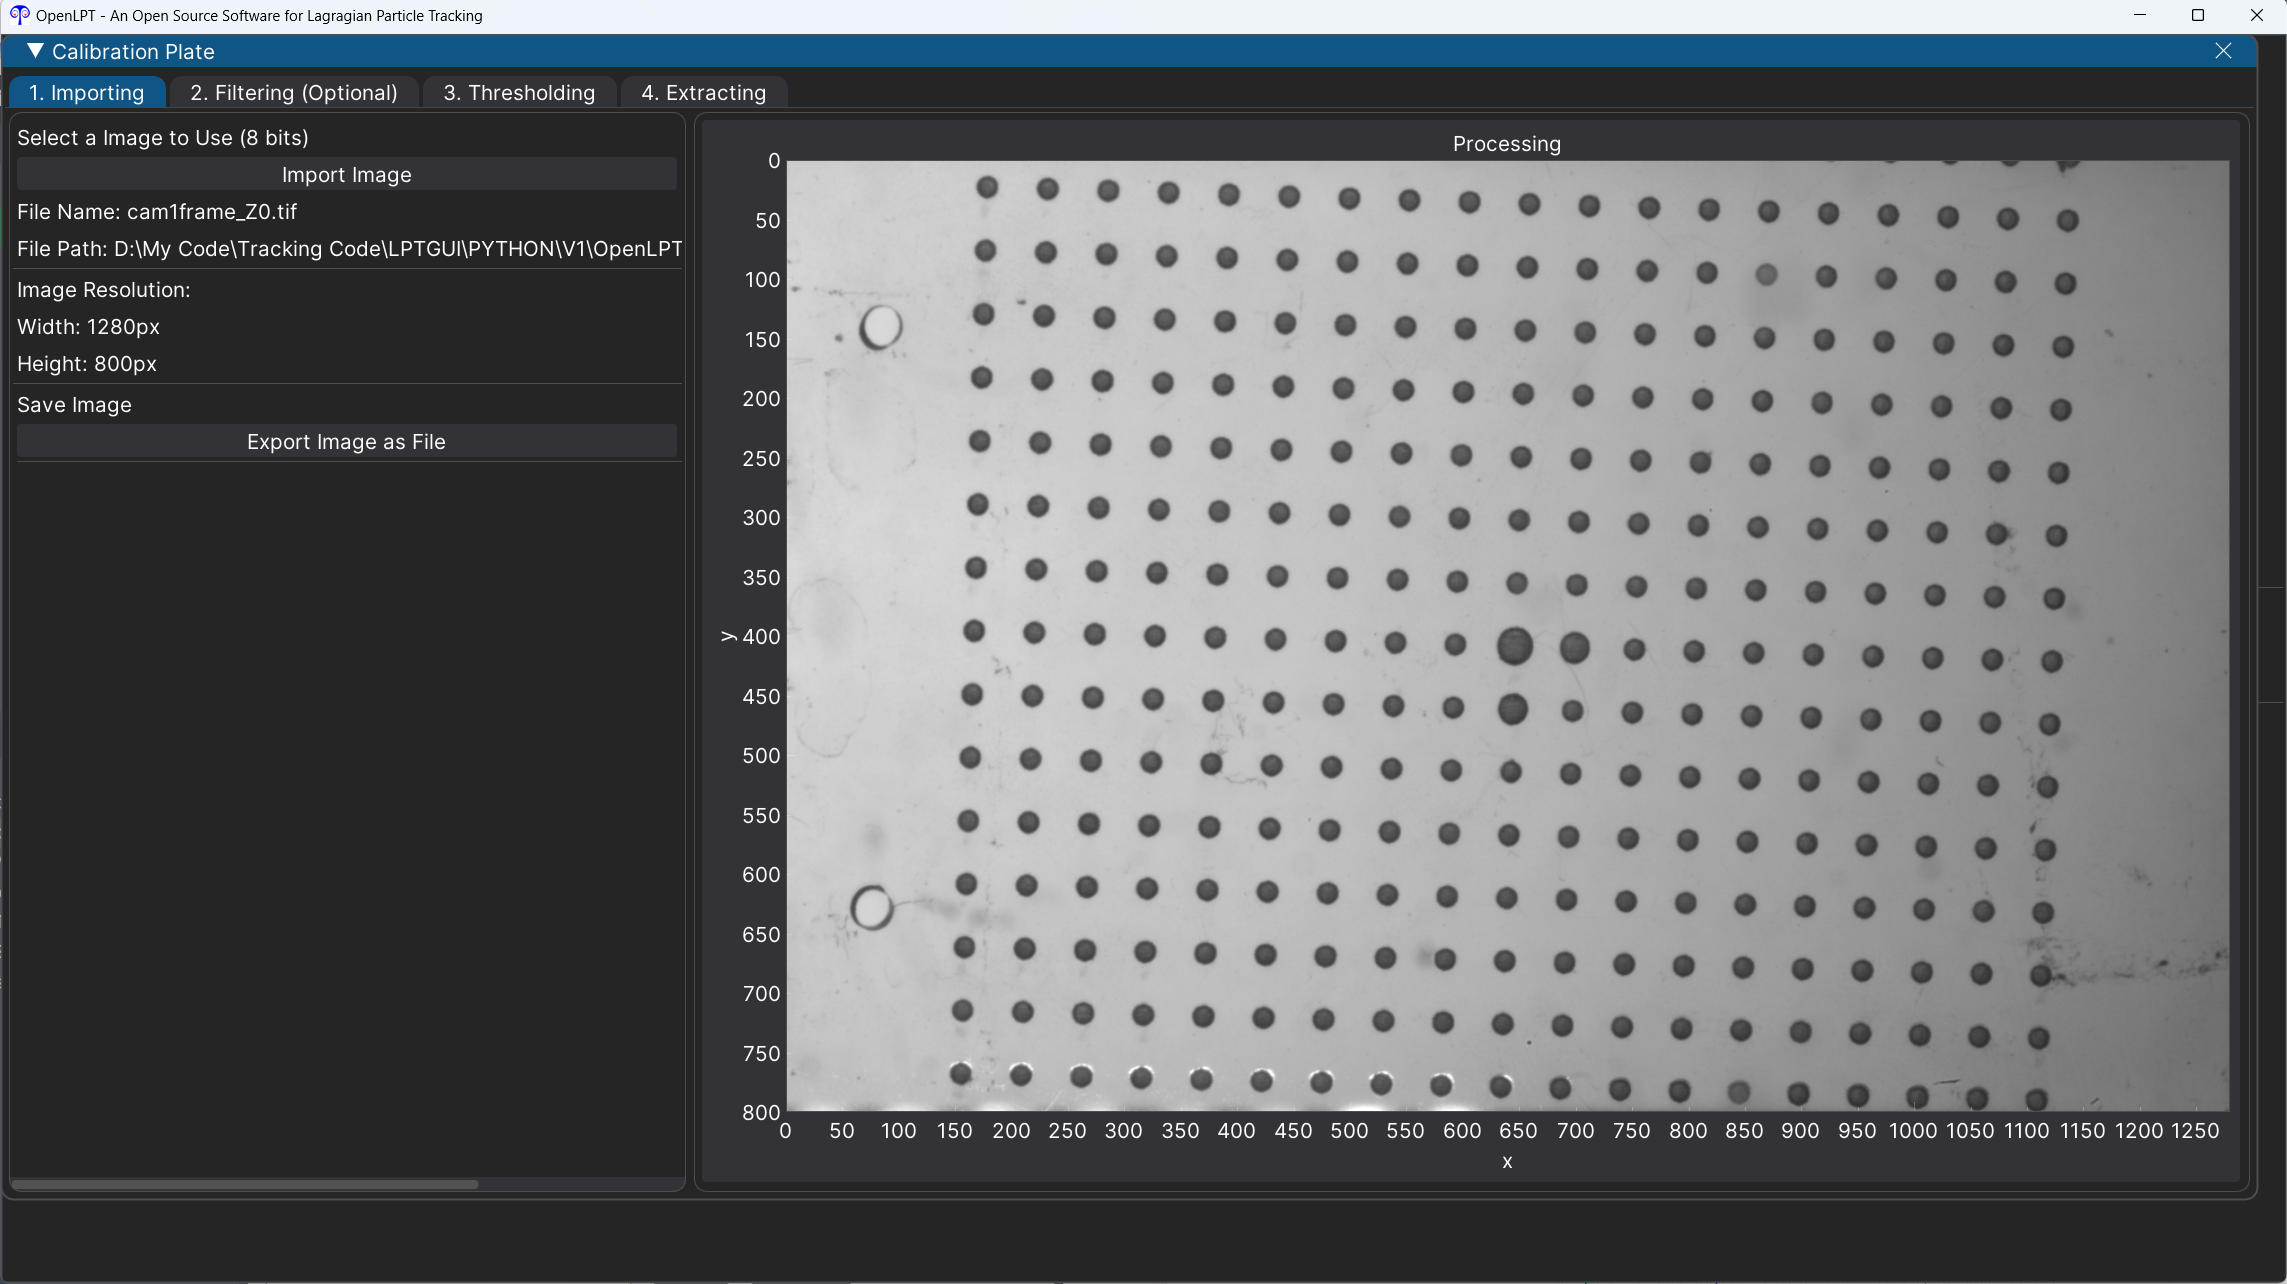 OpenLPT - An Open Source Software for Lagragian Particle Tracking
Calibration Plate
1. Importing
2. Filtering (Optional)
3. Thresholding
4. Extracting
Select a Image to Use (8 bits)
Import Image
File Name: cam1frame_Z0.tif
File Path: D:\My Code\Tracking Code\LPTGUI\PYTHON\V1\OpenLPT
Image Resolution:
Width: 1280px
Height: 800px
Save Image
Export Image as File
Processing
0
50
100
150
200
250
300
350
y 400
450
500
550
600
650
700
750
800
0 50 100 150 200 250 300 350 400 450 500 550 600 650 700 750 800 850 900 950 1000 1050 1100 1150 1200 1250
x